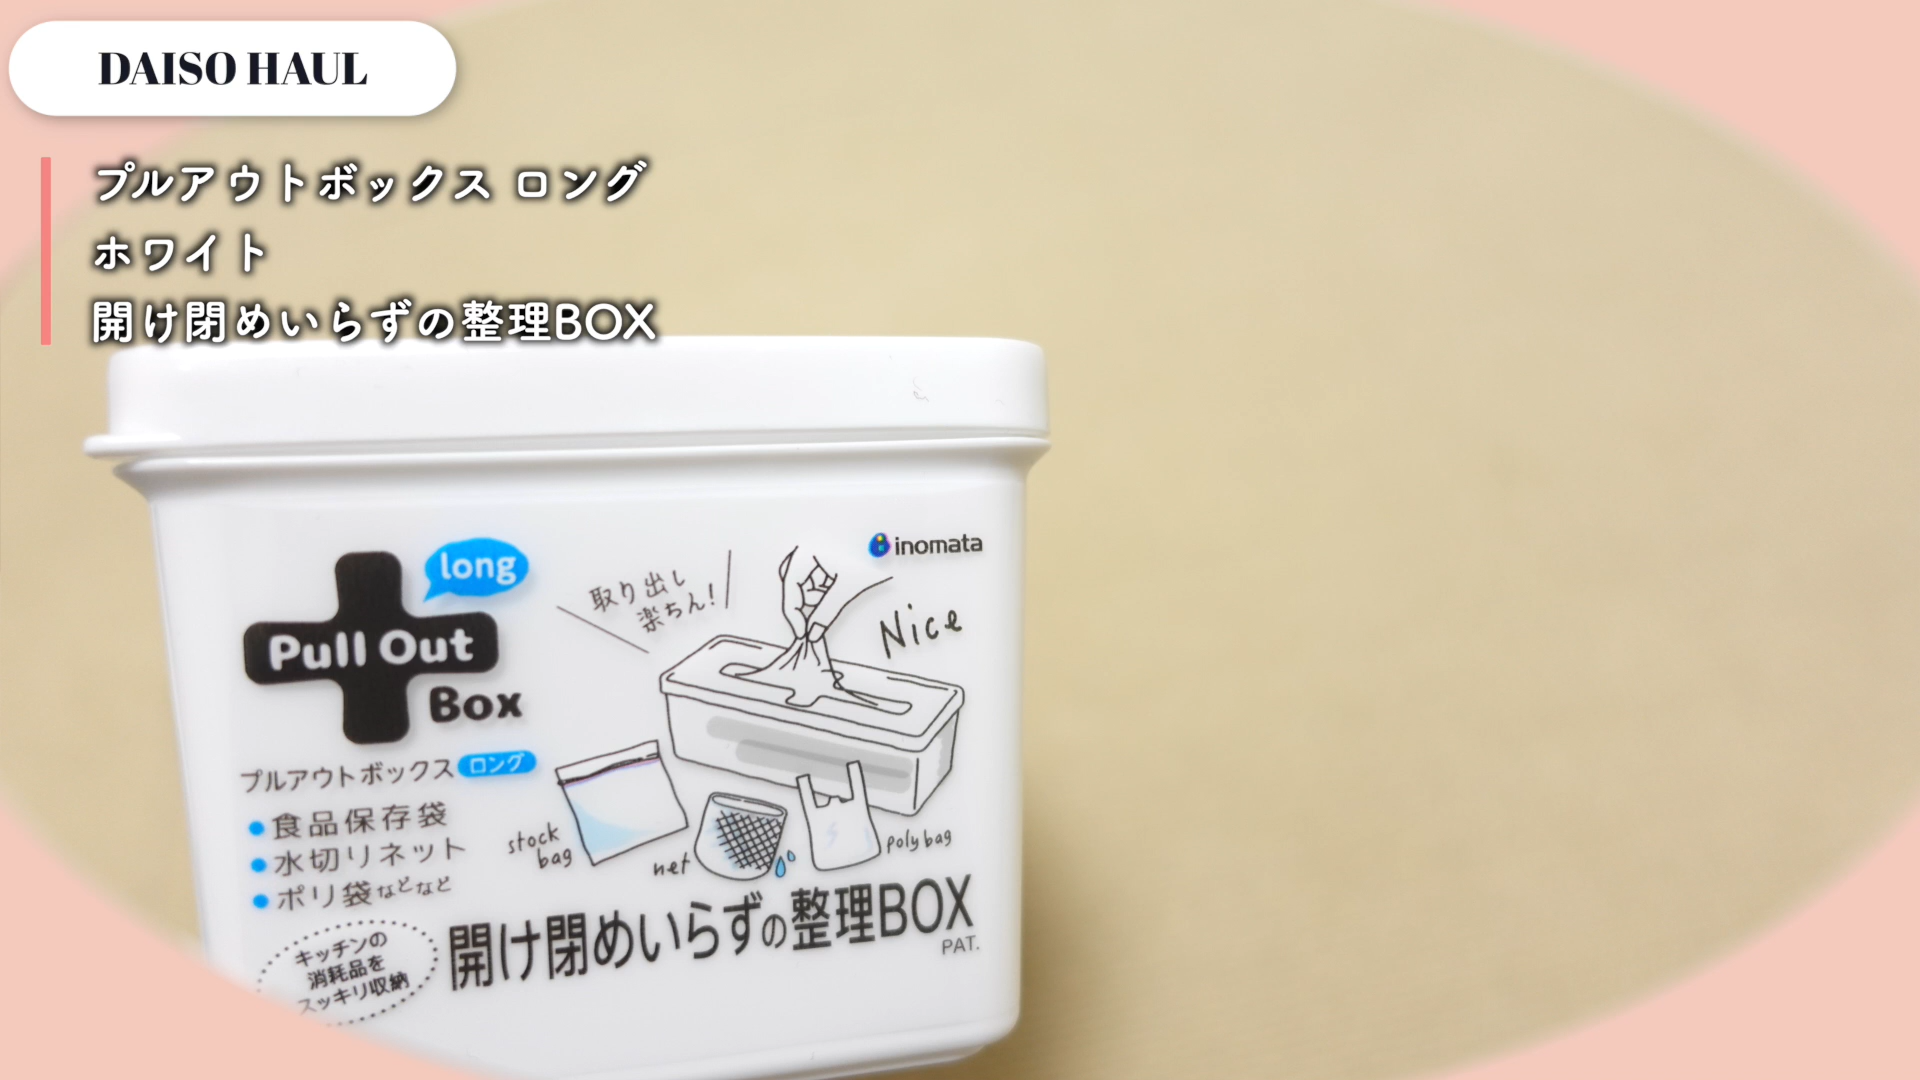 DAISO HAUL
プルアウトボックス ロング
ホワイト
開け閉めいらずの整理BOX
long
Pull Out
Box
プルアウトボックス ロング
食品保存袋
水切りネット
ポリ袋などなど
キッチンの
消耗品を
スッキリ収納
取り出し
楽ちん!
inomata
Nice
stock
bag
net
poly bag
開け閉めいらずの整理BOX
PAT.